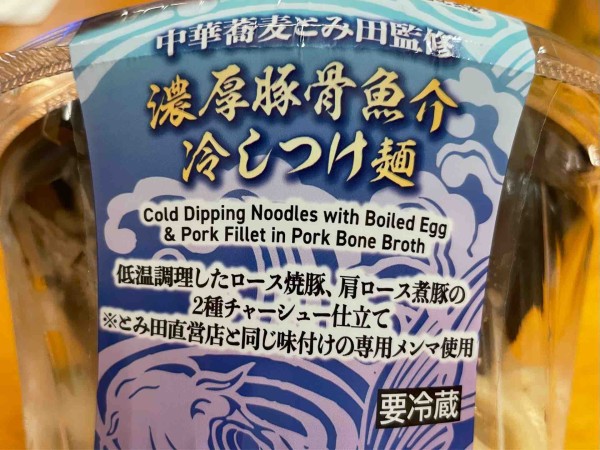 中華蕎麦とみ田監修
濃厚豚骨魚介
冷しつけ麺
Cold Dipping Noodles with Boiled Egg
& Pork Fillet in Pork Bone Broth
低温調理したロース焼豚、肩ロース煮豚の
2種チャーシュー仕立て
※とみ田直営店と同じ味付けの専用メンマ使用
要冷蔵